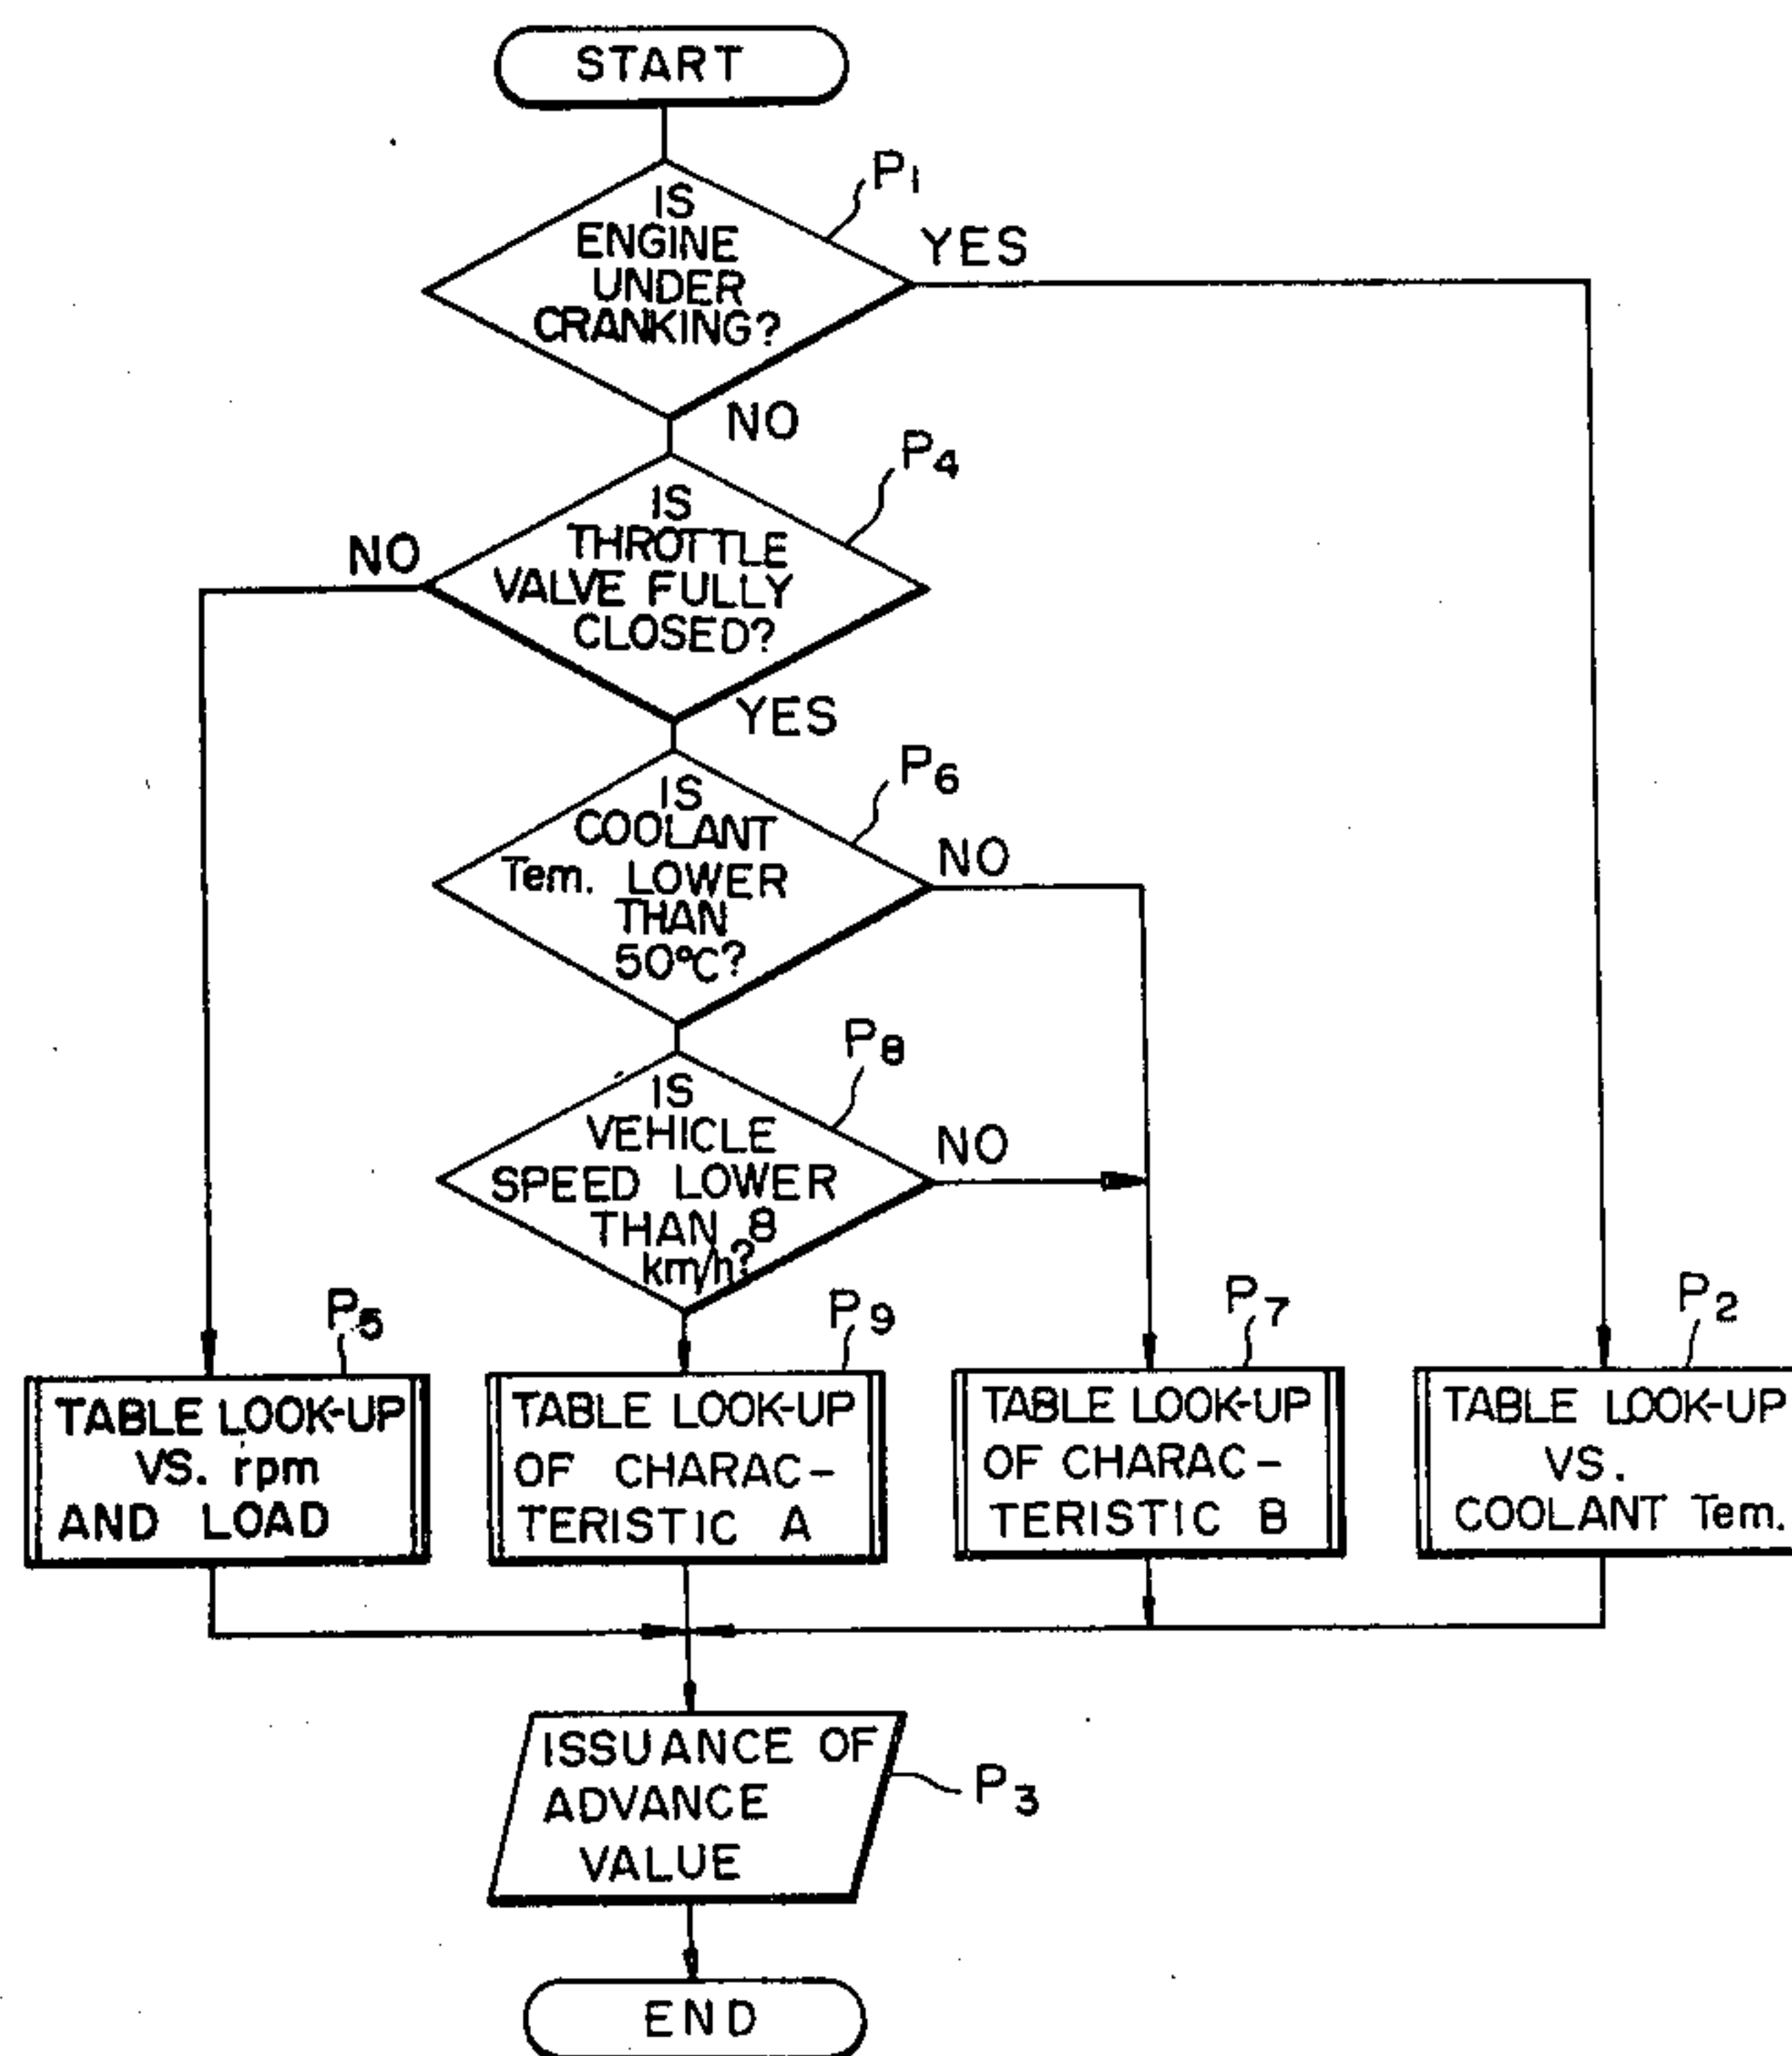 START
P1
IS
ENGINE
UNDER
CRANKING?
YES
NO
P4
IS
THROTTLE
VALVE FULLY
CLOSED?
NO
YES
P6
IS
COOLANT
Tem. LOWER
THAN
50°C?
NO
P8
IS
VEHICLE
SPEED LOWER
THAN 8
km/h?
NO
P5
TABLE LOOK-UP
VS. rpm
AND LOAD
P9
TABLE LOOK-UP
OF CHARAC-
TERISTIC A
P7
TABLE LOOK-UP
OF CHARAC-
TERISTIC B
P2
TABLE LOOK-UP
VS.
COOLANT Tem.
ISSUANCE OF
ADVANCE
VALUE
P3
END